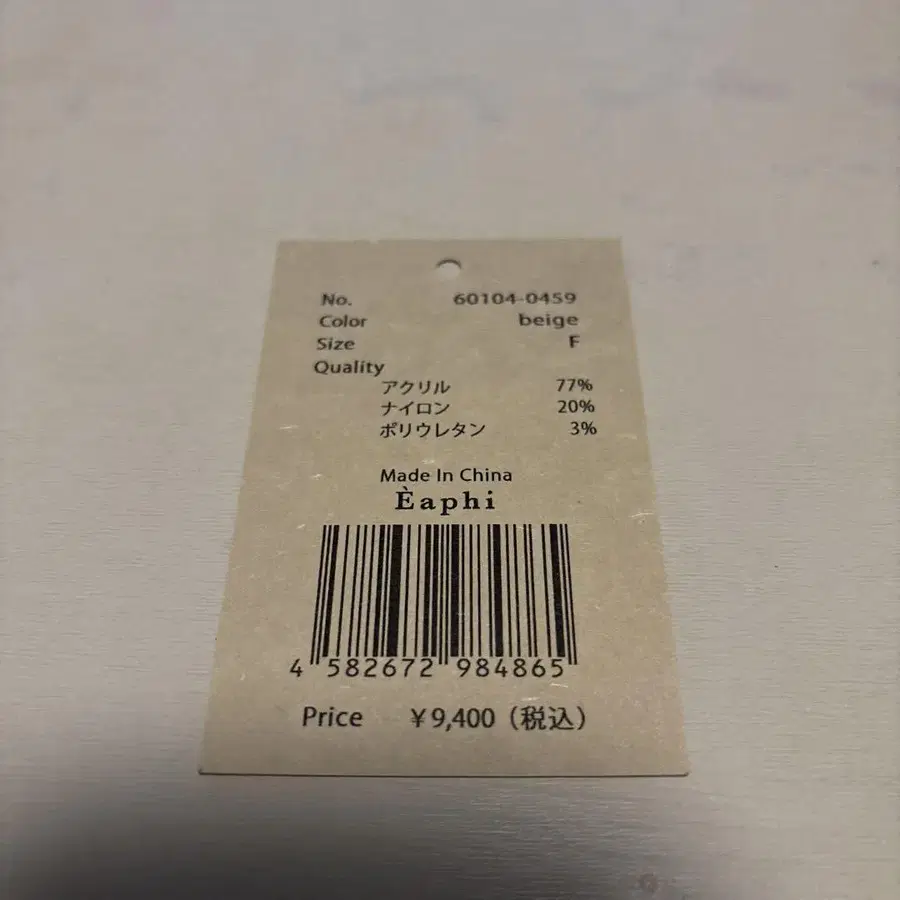 No. 60104-0459
Color beige
Size F
Quality
アクリル 77%
ナイロン 20%
ポリウレタン 3%
Made In China
Èaphi
4 582672 984865
Price ¥9,400（税込）